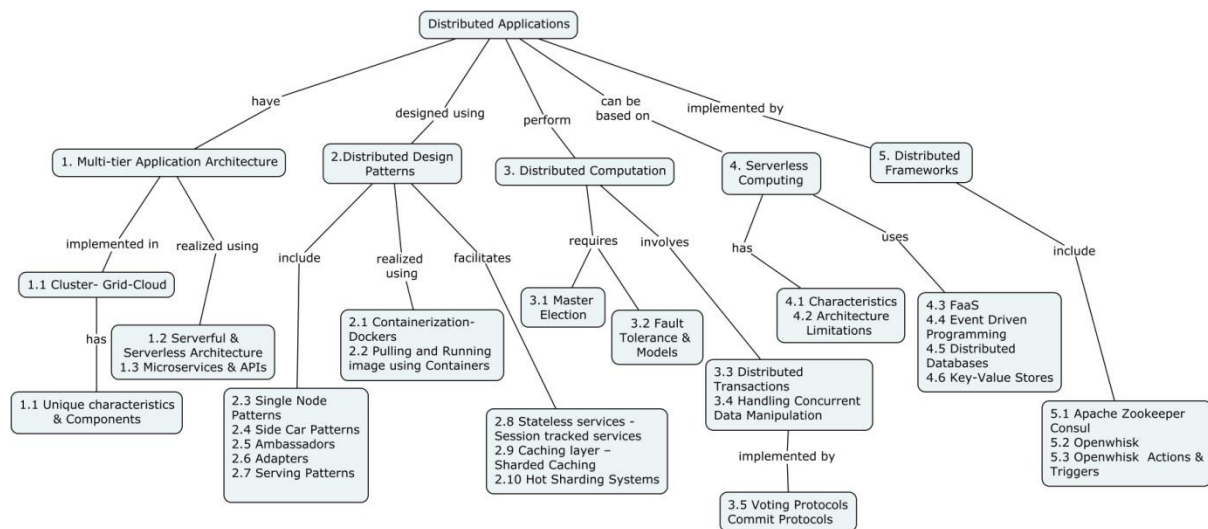 Distributed Applications
have
designed using
perform
can be
based on
implemented by
1. Multi-tier Application Architecture
2.Distributed Design
Patterns
3. Distributed Computation
4. Serverless
Computing
5. Distributed
Frameworks
implemented in
realized using
include
realized
using
facilitates
requires
involves
has
uses
include
1.1 Cluster- Grid-Cloud
has
1.2 Serverful &
Serverless Architecture
1.3 Microservices & APIs
1.1 Unique characteristics
& Components
2.1 Containerization-
Dockers
2.2 Pulling and Running
image using Containers
2.3 Single Node
Patterns
2.4 Side Car Patterns
2.5 Ambassadors
2.6 Adapters
2.7 Serving Patterns
2.8 Stateless services -
Session tracked services
2.9 Caching layer –
Sharded Caching
2.10 Hot Sharding Systems
3.1 Master
Election
3.2 Fault
Tolerance &
Models
3.3 Distributed
Transactions
3.4 Handling Concurrent
Data Manipulation
implemented by
3.5 Voting Protocols
Commit Protocols
4.1 Characteristics
4.2 Architecture
Limitations
4.3 FaaS
4.4 Event Driven
Programming
4.5 Distributed
Databases
4.6 Key-Value Stores
5.1 Apache Zookeeper
Consul
5.2 Openwhisk
5.3 Openwhisk Actions &
Triggers